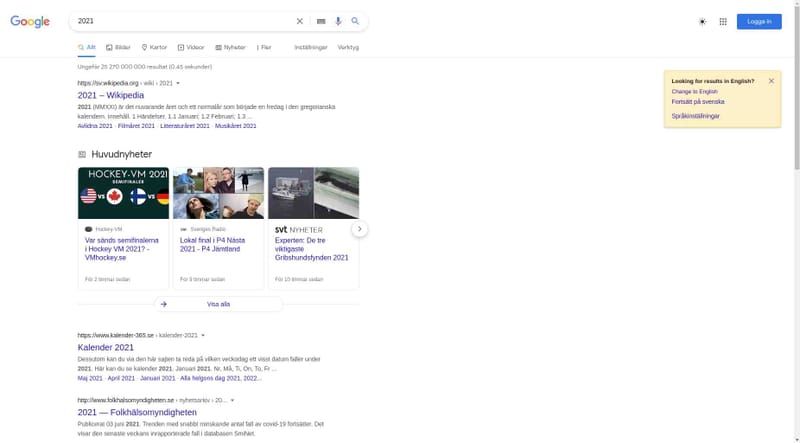 Google
2021
Logga in
Allt Bilder Kartor Videor Nyheter Fler Inställningar Verktyg
Ungefär 25 270 000 000 resultat (0,45 sekunder)
Looking for results in English?
Change to English
Fortsätt på svenska
Språkinställningar
https://sv.wikipedia.org › wiki › 2021
2021 – Wikipedia
2021 (MMXXI) är det nuvarande året och ett normalår som började en fredag i den gregorianska
kalendern. Innehåll. 1 Händelser. 1.1 Januari; 1.2 Februari; 1.3 ...
Avlidna 2021 · Filmåret 2021 · Litteraturåret 2021 · Musikåret 2021
Huvudnyheter
HOCKEY-VM 2021
SEMIFINALER
VS VS
Hockey-VM
Var sänds semifinalerna
i Hockey VM 2021? -
VMhockey.se
För 2 timmar sedan
Sveriges Radio
Lokal final i P4 Nästa
2021 - P4 Jämtland
För 3 timmar sedan
svt NYHETER
Experten: De tre
viktigaste
Gribshundsfynden 2021
För 10 timmar sedan
Visa alla
https://www.kalender-365.se › kalender-2021
Kalender 2021
Dessutom kan du via den här sajten ta reda på vilken veckodag ett visst datum faller under
2021. Här kan du se kalender 2021. Januari 2021. Nr, Må, Ti, On, To, Fr ...
Maj 2021 · April 2021 · Januari 2021 · Alla helgons dag 2021, 2022...
http://www.folkhalsomyndigheten.se › nyhetsarkiv › 20...
2021 — Folkhälsomyndigheten
Publicerat 03 juni 2021. Trenden med snabbt minskande antal fall av covid-19 fortsätter. Det
visar den senaste veckans inrapporterade fall i databasen SmiNet.